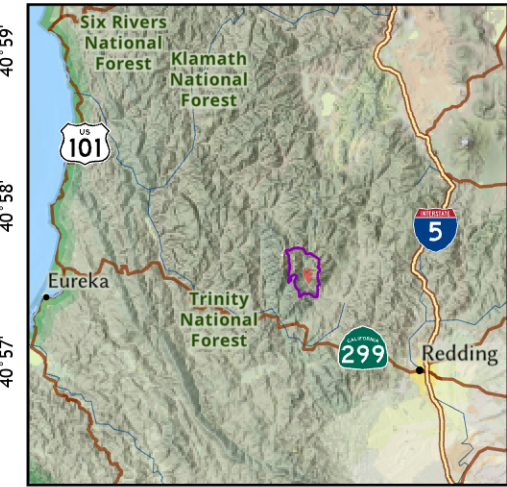 Six Rivers
National
Forest
Klamath
National
Forest
US
101
INTERSTATE
5
Eureka
Trinity
National
Forest
CALIFORNIA
299
Redding
40°59'
40°58'
40°57'